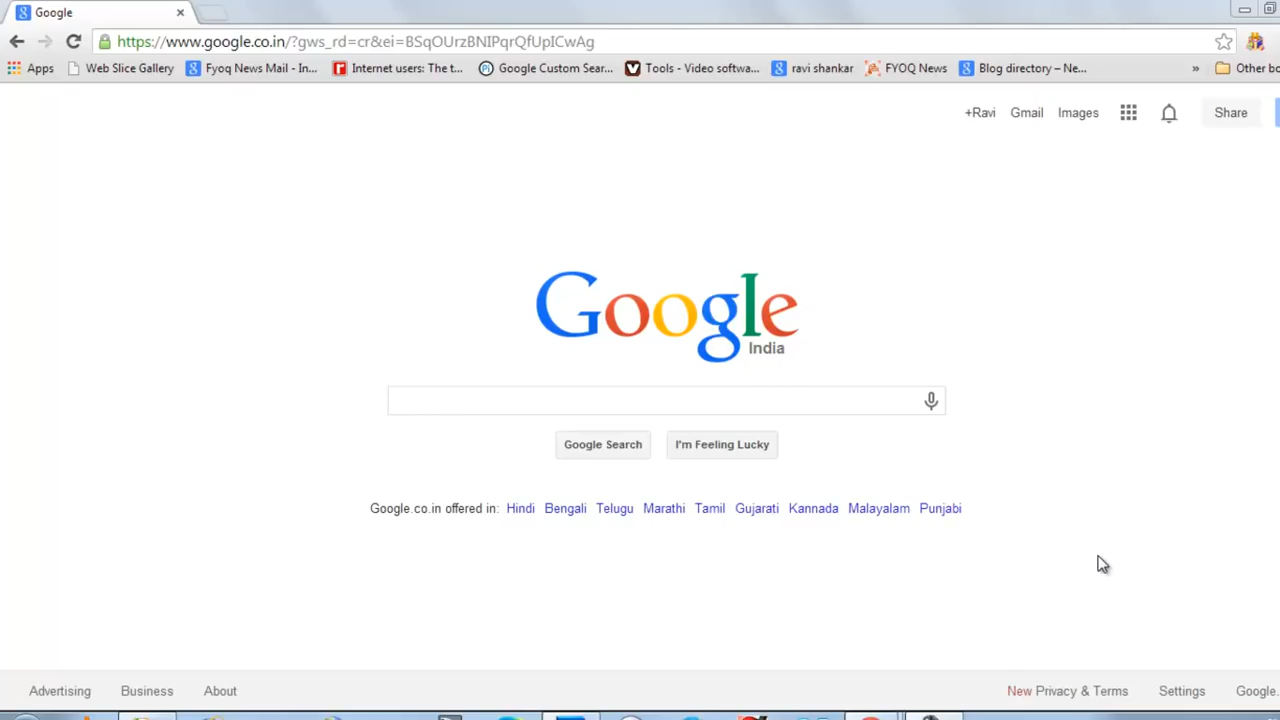 Google
https://www.google.co.in/?gws_rd=cr&ei=BSqOUrzBNIPqrQfUpICwAg
Apps Web Slice Gallery Fyoq News Mail - In... Internet users: The t... Google Custom Sear... Tools - Video softwa... ravi shankar FYOQ News Blog directory – Ne... » Other bo
+Ravi Gmail Images Share
Google
India
Google Search I'm Feeling Lucky
Google.co.in offered in: Hindi Bengali Telugu Marathi Tamil Gujarati Kannada Malayalam Punjabi
Advertising Business About New Privacy & Terms Settings Google.